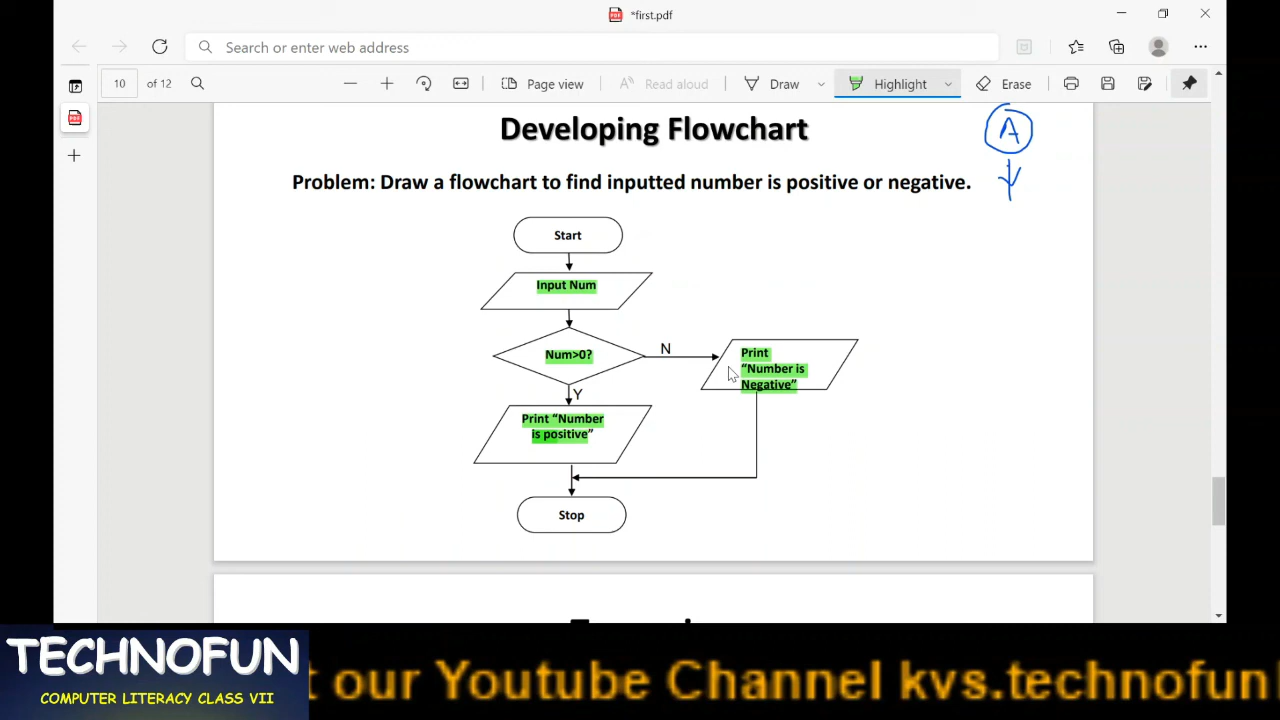 *first.pdf
Search or enter web address
10 of 12
Page view
Read aloud
Draw
Highlight
Erase
Developing Flowchart
A
Problem: Draw a flowchart to find inputted number is positive or negative.
Start
Input Num
Num>0?
N
Print
“Number is
Negative”
Y
Print “Number
is positive”
Stop
TECHNOFUN
COMPUTER LITERACY CLASS VII
t our Youtube Channel kvs.technofun